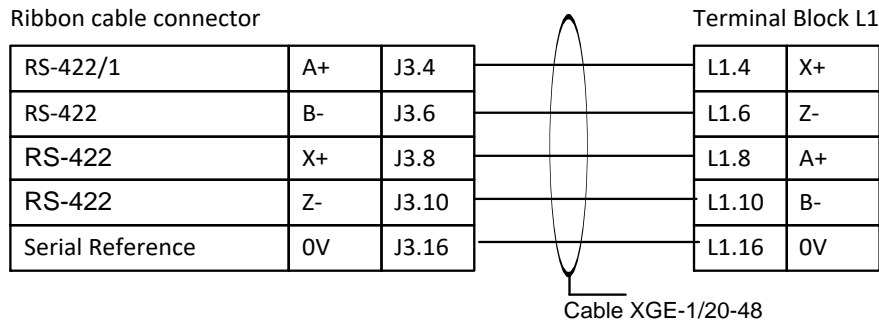 Ribbon cable connector Terminal Block L1
RS-422/1 A+ J3.4 L1.4 X+
RS-422 B- J3.6 L1.6 Z-
RS-422 X+ J3.8 L1.8 A+
RS-422 Z- J3.10 L1.10 B-
Serial Reference 0V J3.16 L1.16 0V
Cable XGE-1/20-48